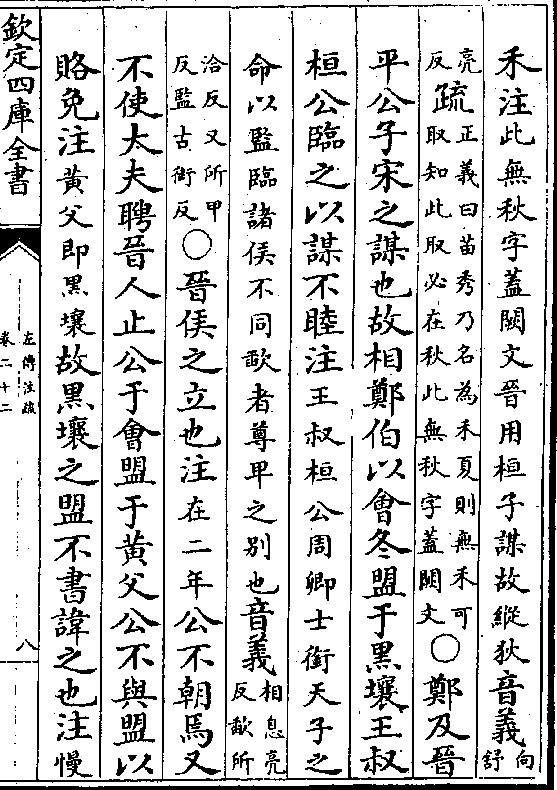 禾注此無秋字蓋闕文晉用桓子謀故縱狄音義向舒
亮反疏正義曰苗秀乃名為禾夏則無禾可取知此取必在秋此無秋字蓋闕文○鄭及晉
平公子宋之謀也故相鄭伯以會冬盟于黑壤王叔
桓公臨之以謀不睦注王叔桓公周卿士銜天子之
命以監臨諸侯不同歃者尊卑之別也音義相息亮反歃所
洽反又所甲反監古銜反○晉侯之立也注在二年公不朝焉又
不使大夫聘晉人止公于會盟于黃父公不與盟以
賂免注黃父即黑壤故黑壤之盟不書諱之也注慢
欽定四庫全書
左傳注疏
卷二十二
八